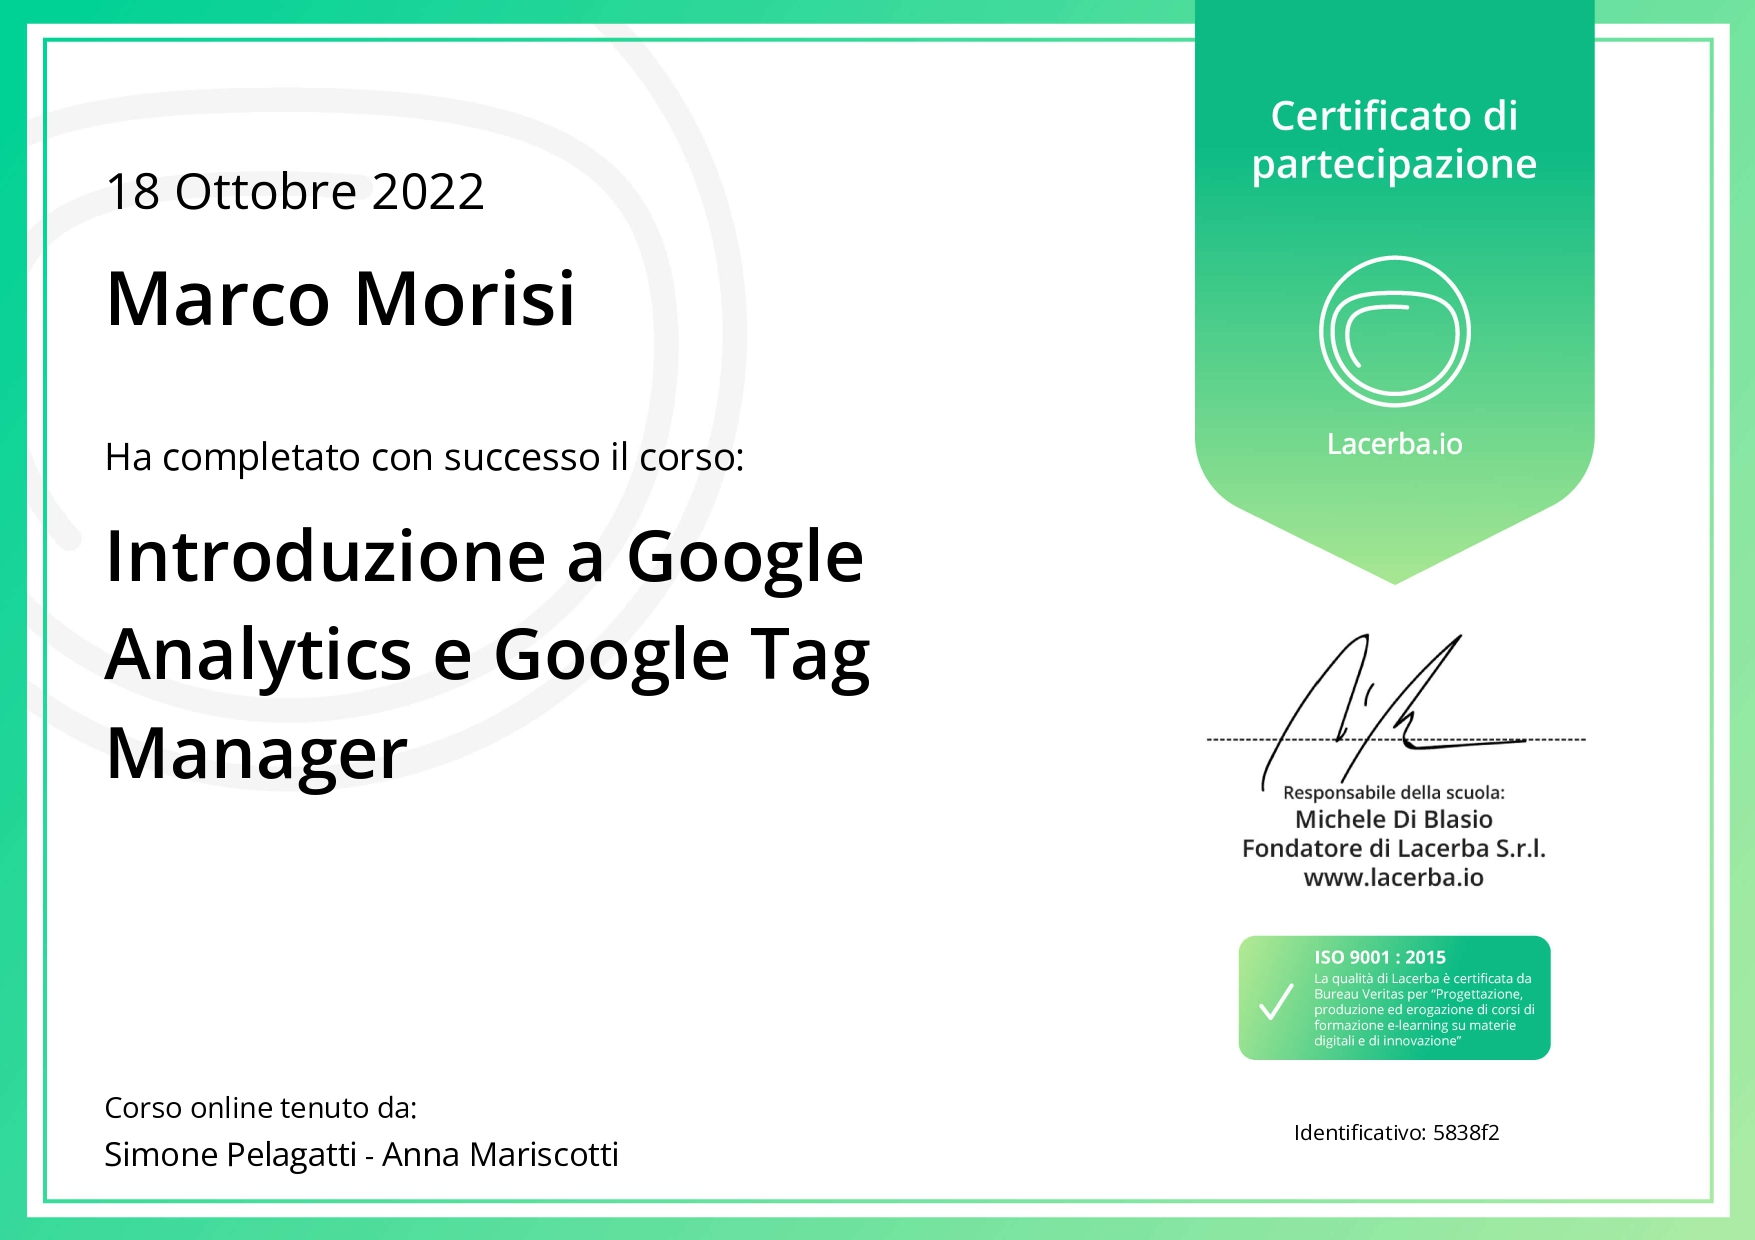 18 Ottobre 2022
Marco Morisi
Ha completato con successo il corso:
Introduzione a Google
Analytics e Google Tag
Manager
Corso online tenuto da:
Simone Pelagatti - Anna Mariscotti
Certificato di
partecipazione
Lacerba.io
Responsabile della scuola:
Michele Di Blasio
Fondatore di Lacerba S.r.l.
www.lacerba.io
ISO 9001 : 2015
La qualità di Lacerba è certificata da
Bureau Veritas per “Progettazione,
produzione ed erogazione di corsi di
formazione e-learning su materie
digitali e di innovazione”
Identificativo: 5838f2